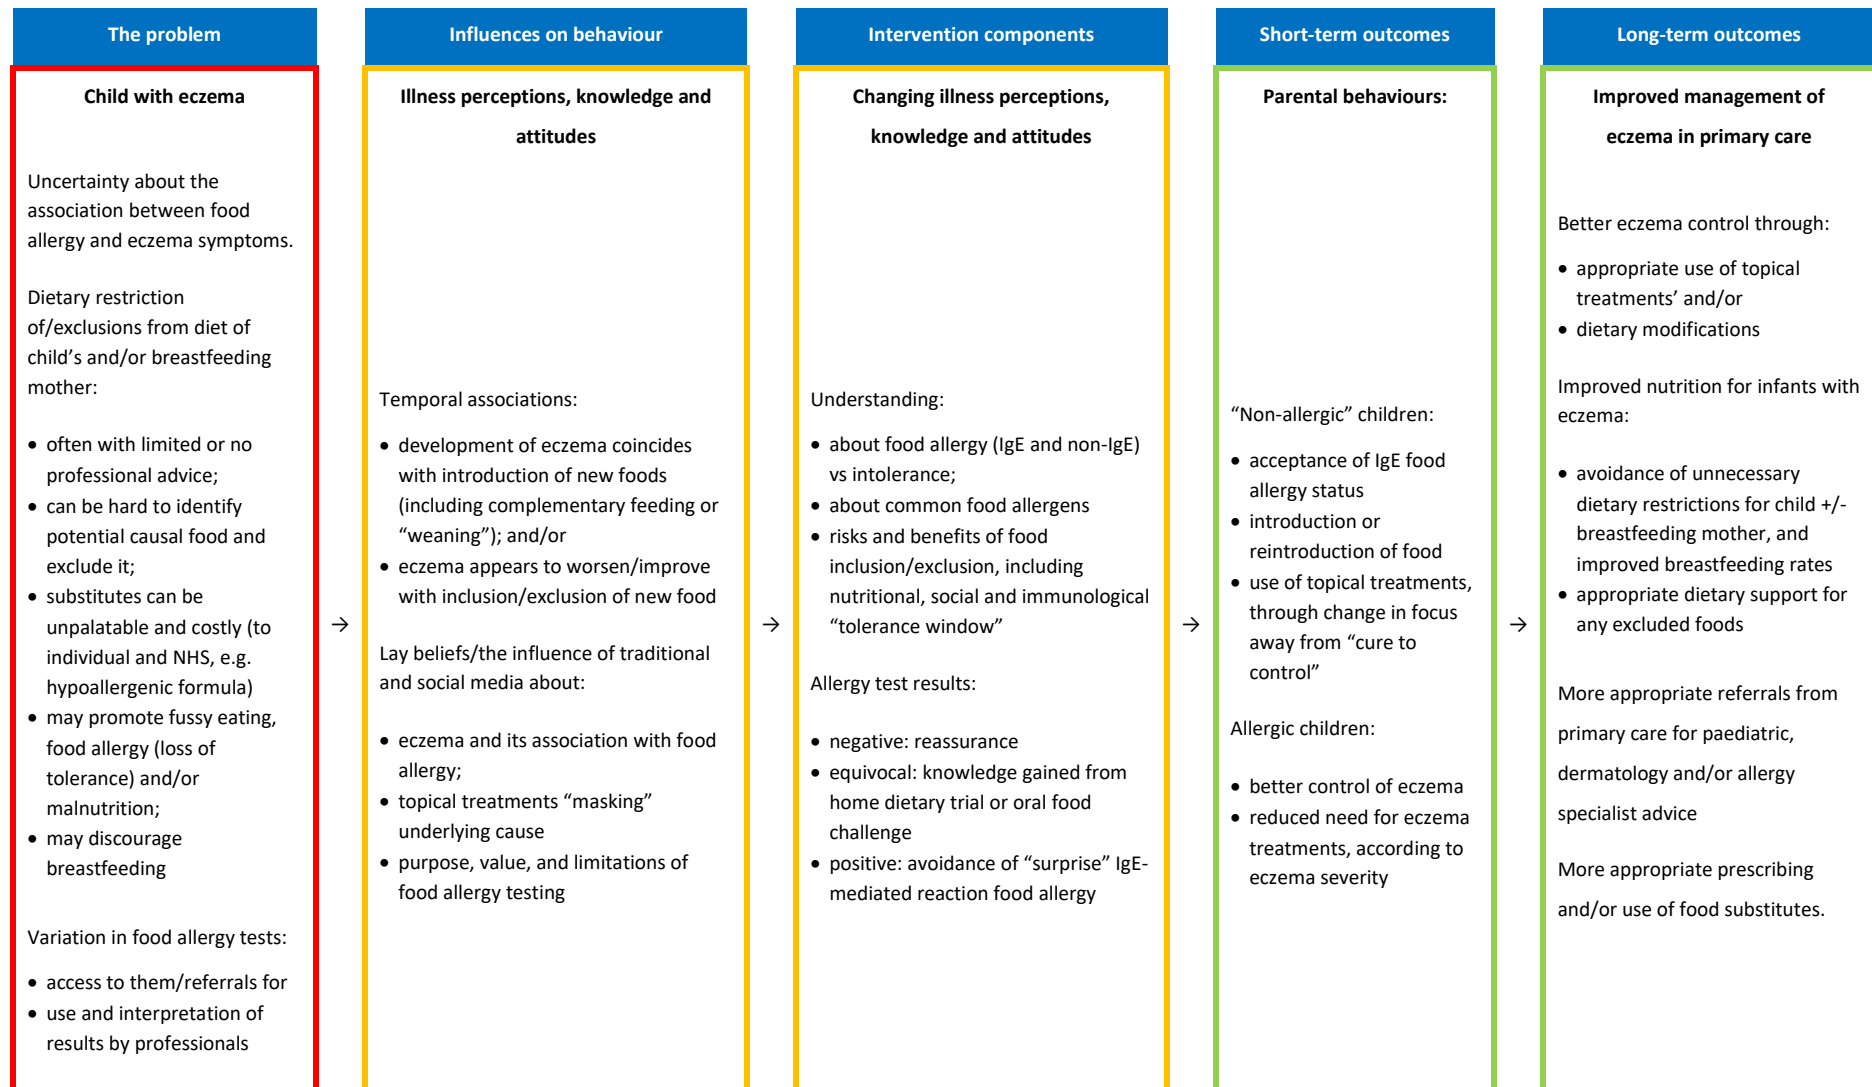 The problem
Child with eczema
Uncertainty about the
association between food
allergy and eczema symptoms.
Dietary restriction
of/exclusions from diet of
child’s and/or breastfeeding
mother:
• often with limited or no
professional advice;
• can be hard to identify
potential causal food and
exclude it;
• substitutes can be
unpalatable and costly (to
individual and NHS, e.g.
hypoallergenic formula)
• may promote fussy eating,
food allergy (loss of
tolerance) and/or
malnutrition;
• may discourage
breastfeeding
Variation in food allergy tests:
• access to them/referrals for
• use and interpretation of
results by professionals
→
Influences on behaviour
Illness perceptions, knowledge and
attitudes
Temporal associations:
• development of eczema coincides
with introduction of new foods
(including complementary feeding or
“weaning”); and/or
• eczema appears to worsen/improve
with inclusion/exclusion of new food
Lay beliefs/the influence of traditional
and social media about:
• eczema and its association with food
allergy;
• topical treatments “masking”
underlying cause
• purpose, value, and limitations of
food allergy testing
→
Intervention components
Changing illness perceptions,
knowledge and attitudes
Understanding:
• about food allergy (IgE and non-IgE)
vs intolerance;
• about common food allergens
• risks and benefits of food
inclusion/exclusion, including
nutritional, social and immunological
“tolerance window”
Allergy test results:
• negative: reassurance
• equivocal: knowledge gained from
home dietary trial or oral food
challenge
• positive: avoidance of “surprise” IgE-
mediated reaction food allergy
→
Short-term outcomes
Parental behaviours:
“Non-allergic” children:
• acceptance of IgE food
allergy status
• introduction or
reintroduction of food
• use of topical treatments,
through change in focus
away from “cure to
control”
Allergic children:
• better control of eczema
• reduced need for eczema
treatments, according to
eczema severity
→
Long-term outcomes
Improved management of
eczema in primary care
Better eczema control through:
• appropriate use of topical
treatments’ and/or
• dietary modifications
Improved nutrition for infants with
eczema:
• avoidance of unnecessary
dietary restrictions for child +/-
breastfeeding mother, and
improved breastfeeding rates
• appropriate dietary support for
any excluded foods
More appropriate referrals from
primary care for paediatric,
dermatology and/or allergy
specialist advice
More appropriate prescribing
and/or use of food substitutes.